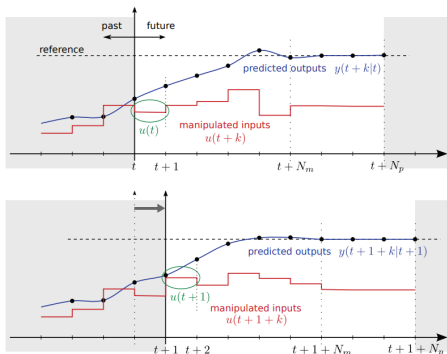 past future
reference
predicted outputs y(t + k|t)
manipulated inputs
u(t) u(t + k)
t t + 1 t + N_m t + N_p
predicted outputs y(t + 1 + k|t + 1)
u(t + 1)
manipulated inputs
u(t + 1 + k)
t + 1 t + 2 t + 1 + N_m t + 1 + N_p